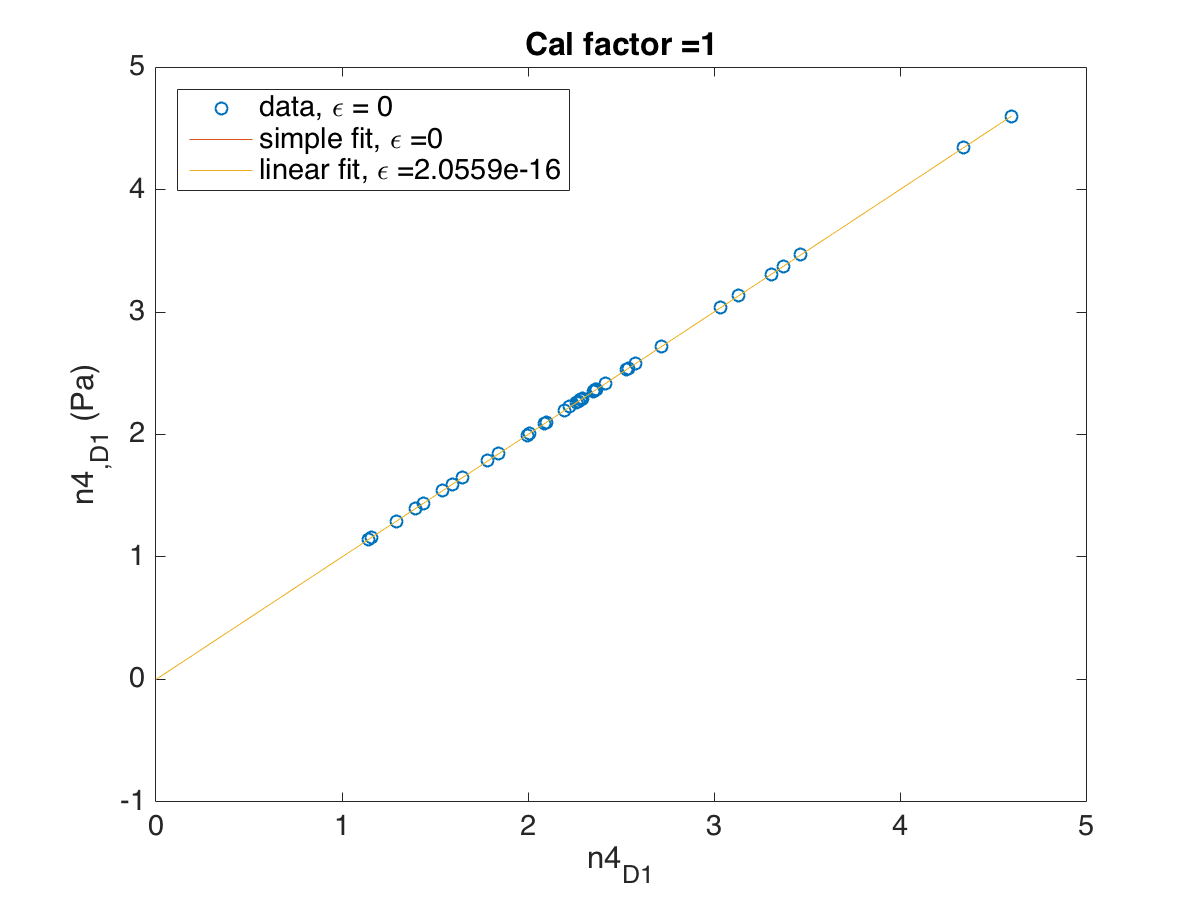 Cal factor =1
5
4
3
2
1
0
-1
data, ϵ = 0
simple fit, ϵ =0
linear fit, ϵ =2.0559e-16
n4,D1 (Pa)
0 1 2 3 4 5
n4D1